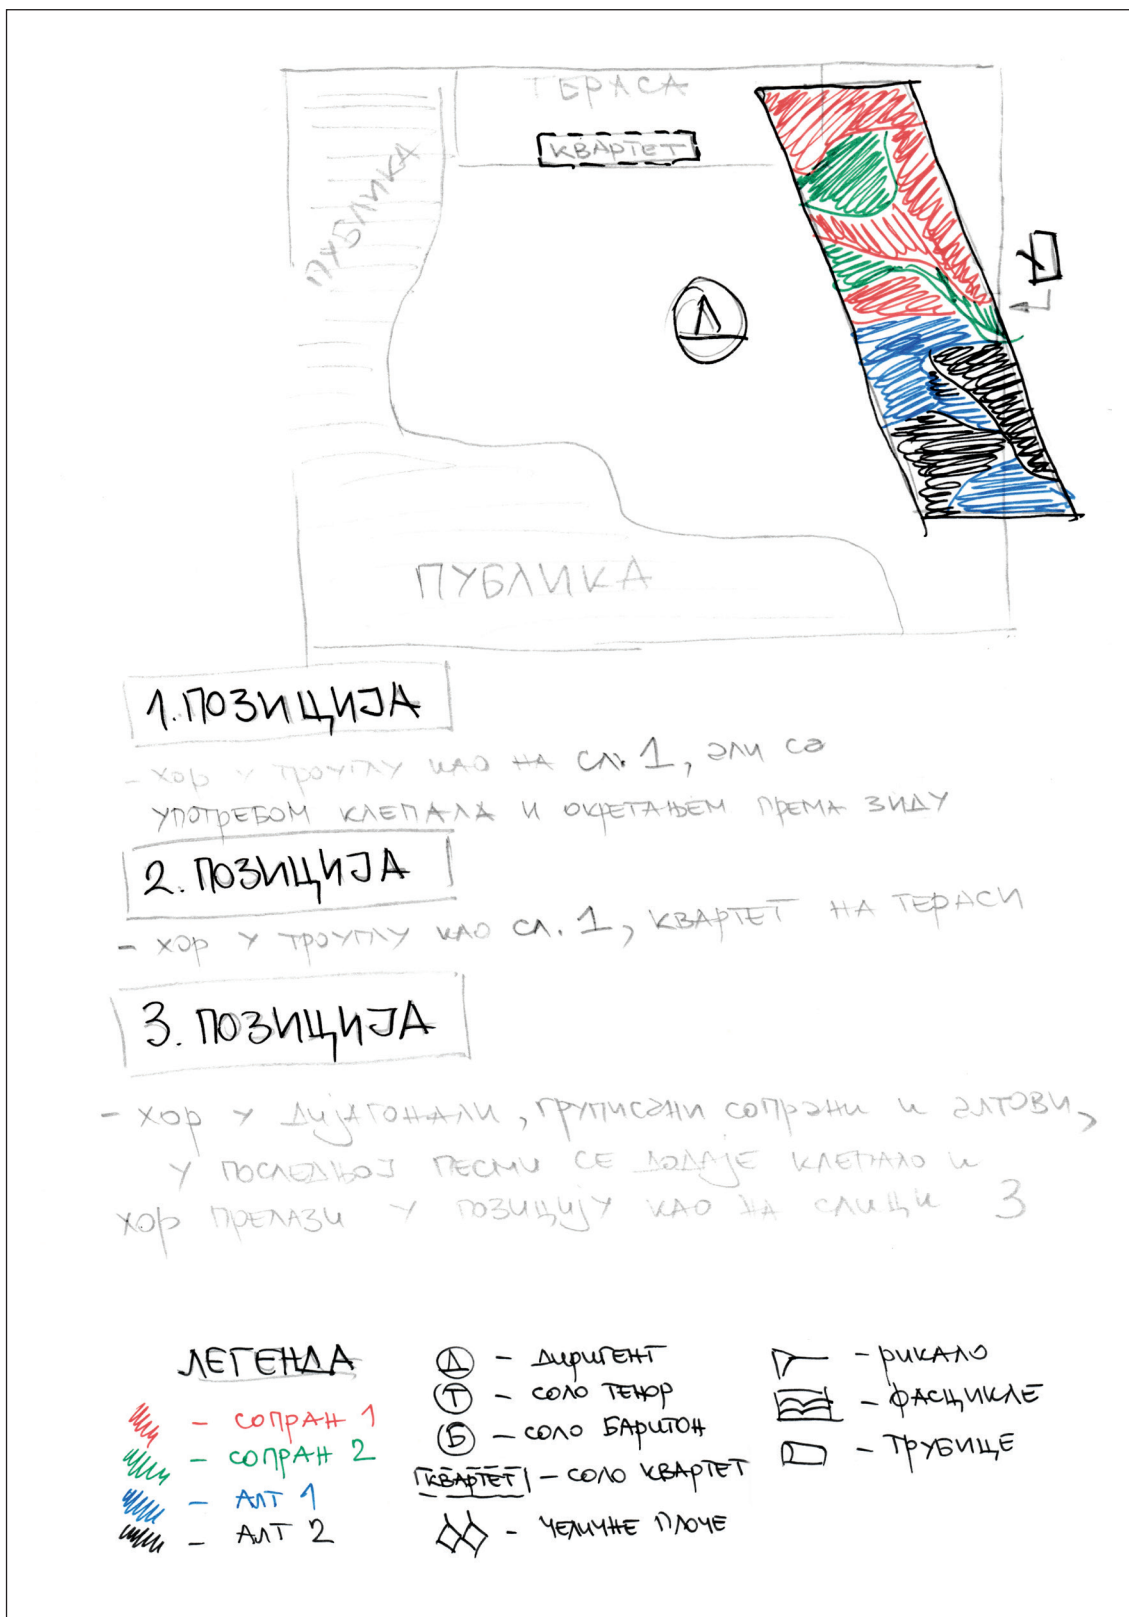 ТЕРАСА
КВАРТЕТ
ПУБЛИКА
Д
ПУБЛИКА
1. ПОЗИЦИЈА
- хор у троуглу као на сл. 1, али са
употребом клепала и окретањем према зиду
2. ПОЗИЦИЈА
- хор у троуглу као сл. 1, квартет на тераси
3. ПОЗИЦИЈА
- хор у дијагонали, груписани сопрани и алтови,
у последњој песми се додаје клепало и
хор прелази у позицију као на слици 3
ЛЕГЕНДА
- СОПРАН 1
- СОПРАН 2
- АЛТ 1
- АЛТ 2
Д - диригент
Т - соло тенор
Б - соло баритон
КВАРТЕТ - соло квартет
- челичне плоче
- рикало
- фасцикле
- трубице